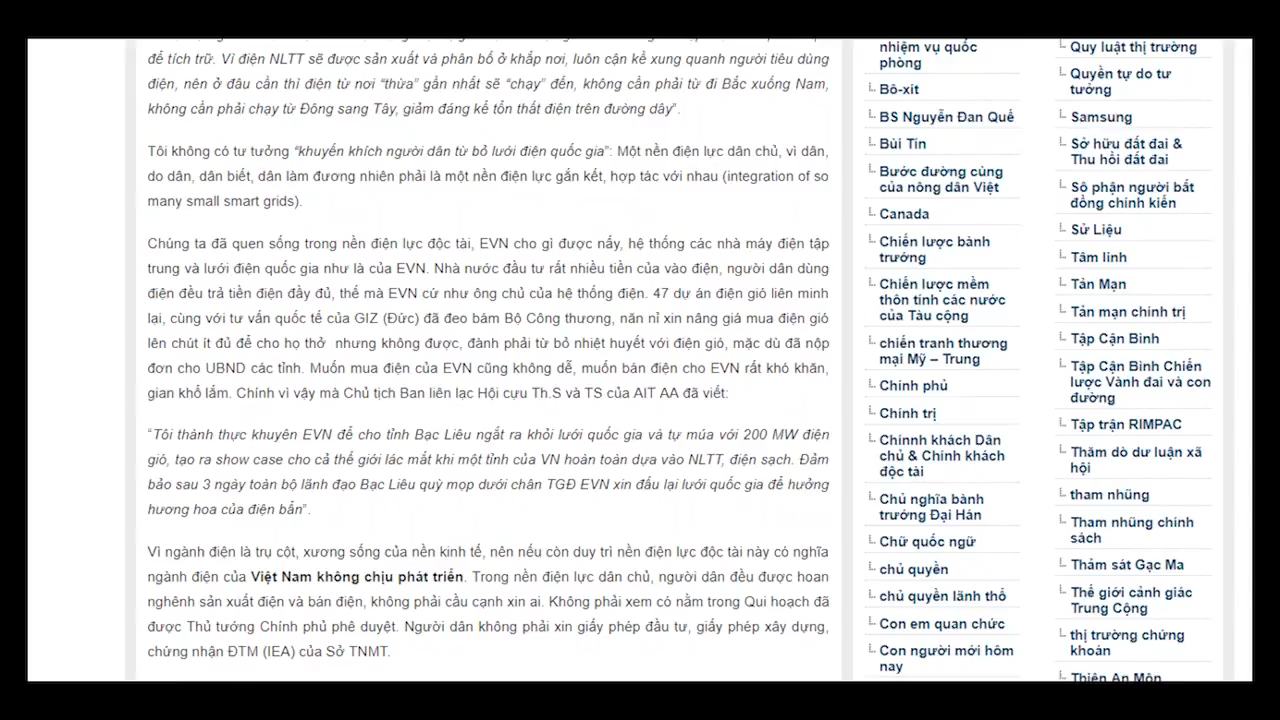 để tích trữ. Vì điện NLTT sẽ được sản xuất và phân bố ở khắp nơi, luôn cận kề xung quanh người tiêu dùng
điện, nên ở đâu cần thì điện từ nơi “thừa” gần nhất sẽ “chạy” đến, không cần phải từ đi Bắc xuống Nam,
không cần phải chạy từ Đông sang Tây, giảm đáng kể tổn thất điện trên đường dây”.
Tôi không có tư tưởng “khuyến khích người dân từ bỏ lưới điện quốc gia”: Một nền điện lực dân chủ, vì dân,
do dân, dân biết, dân làm đương nhiên phải là một nền điện lực gắn kết, hợp tác với nhau (integration of so
many small smart grids).
Chúng ta đã quen sống trong nền điện lực độc tài, EVN cho gì được nấy, hệ thống các nhà máy điện tập
trung và lưới điện quốc gia như là của EVN. Nhà nước đầu tư rất nhiều tiền của vào điện, người dân dùng
điện đều trả tiền điện đầy đủ, thế mà EVN cứ như ông chủ của hệ thống điện. 47 dự án điện gió liên minh
lại, cùng với tư vấn quốc tế của GIZ (Đức) đã đeo bám Bộ Công thương, năn nỉ xin nâng giá mua điện gió
lên chút ít đủ để cho họ thở nhưng không được, đành phải từ bỏ nhiệt huyết với điện gió, mặc dù đã nộp
đơn cho UBND các tỉnh. Muốn mua điện của EVN cũng không dễ, muốn bán điện cho EVN rất khó khăn,
gian khổ lắm. Chính vì vậy mà Chủ tịch Ban liên lạc Hội cựu Th.S và TS của AIT AA đã viết:
“Tôi thành thực khuyên EVN để cho tỉnh Bạc Liêu ngắt ra khỏi lưới quốc gia và tự múa với 200 MW điện
gió, tạo ra show case cho cả thế giới lác mắt khi một tỉnh của VN hoàn toàn dựa vào NLTT, điện sạch. Đảm
bảo sau 3 ngày toàn bộ lãnh đạo Bạc Liêu quỳ mọp dưới chân TGĐ EVN xin đấu lại lưới quốc gia để hưởng
hương hoa của điện bẩn”.
Vì ngành điện là trụ cột, xương sống của nền kinh tế, nên nếu còn duy trì nền điện lực độc tài này có nghĩa
ngành điện của Việt Nam không chịu phát triển. Trong nền điện lực dân chủ, người dân đều được hoan
nghênh sản xuất điện và bán điện, không phải cầu cạnh xin ai. Không phải xem có nằm trong Qui hoạch đã
được Thủ tướng Chính phủ phê duyệt. Người dân không phải xin giấy phép đầu tư, giấy phép xây dựng,
chứng nhận ĐTM (IEA) của Sở TNMT.
nhiệm vụ quốc
phòng
Bô-xit
BS Nguyễn Đan Quế
Bùi Tín
Bước đường cùng
của nông dân Việt
Canada
Chiến lược bành
trướng
Chiến lược mềm
thôn tính các nước
của Tàu cộng
chiến tranh thương
mại Mỹ – Trung
Chính phủ
Chính trị
Chínnh khách Dân
chủ & Chính khách
độc tài
Chủ nghĩa bành
trướng Đại Hán
Chữ quốc ngữ
chủ quyền
chủ quyền lãnh thổ
Con em quan chức
Con người mới hôm
nay
Quy luật thị trường
Quyền tự do tư
tưởng
Samsung
Sở hữu đất đai &
Thu hồi đất đai
Số phận người bất
đồng chính kiến
Sử Liệu
Tâm linh
Tản Mạn
Tản mạn chính trị
Tập Cận Bình
Tập Cận Bình Chiến
lược Vành đai và con
đường
Tập trận RIMPAC
Thăm dò dư luận xã
hội
tham nhũng
Tham nhũng chính
sách
Thảm sát Gạc Ma
Thế giới cảnh giác
Trung Cộng
thị trường chứng
khoán
Thiên An Môn